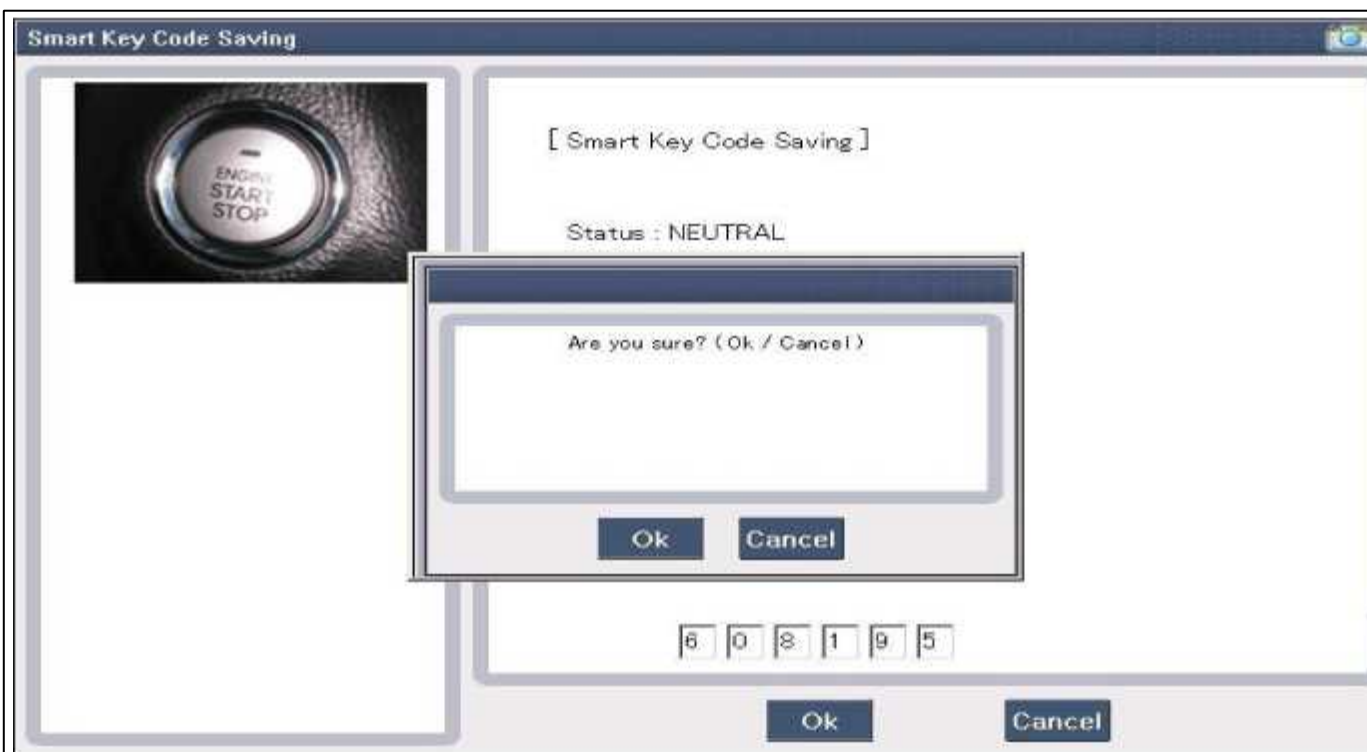 Smart Key Code Saving
ENGINE
START
STOP
[ Smart Key Code Saving ]
Status : NEUTRAL
Are you sure? ( Ok / Cancel )
Ok
Cancel
6 0 8 1 9 5
Ok
Cancel